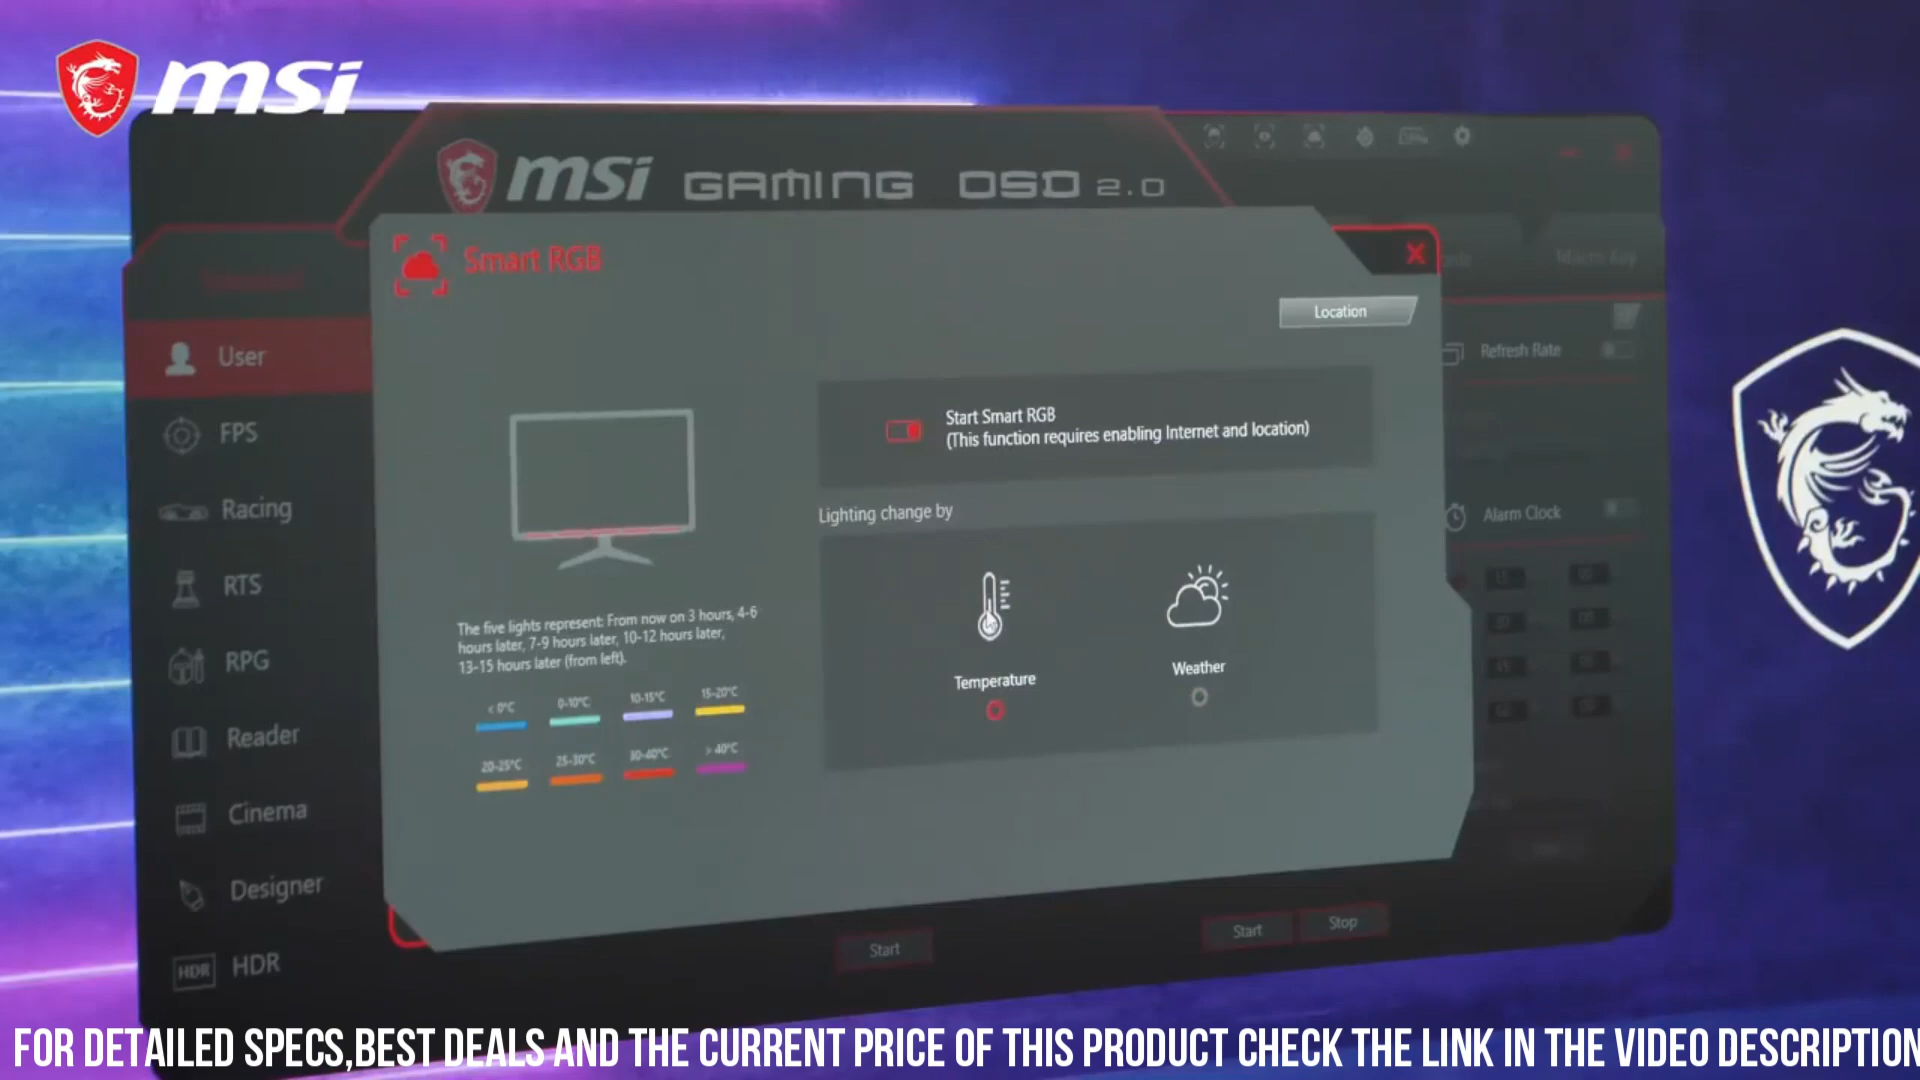 msi
msi GAMING OSD 2.0
Smart RGB
Location
Macro Key
User
FPS
Racing
RTS
RPG
Reader
Cinema
Designer
HDR HDR
Start Smart RGB
(This function requires enabling Internet and location)
Lighting change by
Temperature
Weather
The five lights represent: From now on 3 hours, 4-6
hours later, 7-9 hours later, 10-12 hours later,
13-15 hours later (from left).
< 0°C 0-10°C 10-15°C 15-20°C
20-25°C 25-30°C 30-40°C > 40°C
Refresh Rate
Alarm Clock
Start
Start
Stop
FOR DETAILED SPECS,BEST DEALS AND THE CURRENT PRICE OF THIS PRODUCT CHECK THE LINK IN THE VIDEO DESCRIPTION